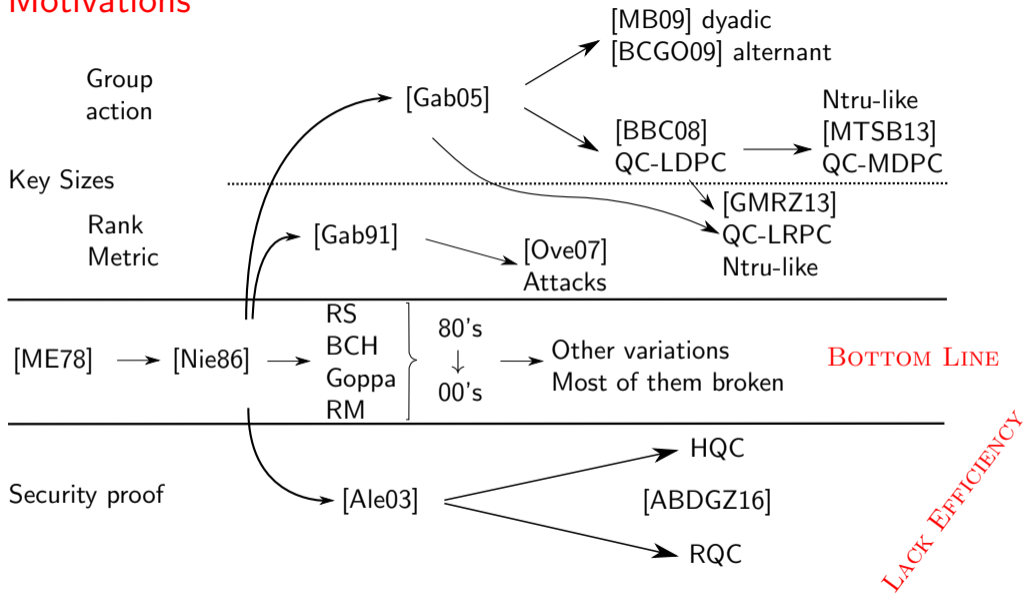 Motivations
[MB09] dyadic
[BCGO09] alternant
Group
action
[Gab05]
Ntru-like
[MTSB13]
QC-MDPC
[BBC08]
QC-LDPC
Key Sizes
[GMRZ13]
QC-LRPC
Ntru-like
Rank
Metric
[Gab91]
[Ove07]
Attacks
[ME78]
[Nie86]
RS
BCH
Goppa
RM
80's
00's
Other variations
Most of them broken
Bottom Line
HQC
Security proof
[Ale03]
[ABDGZ16]
RQC
Lack Efficiency